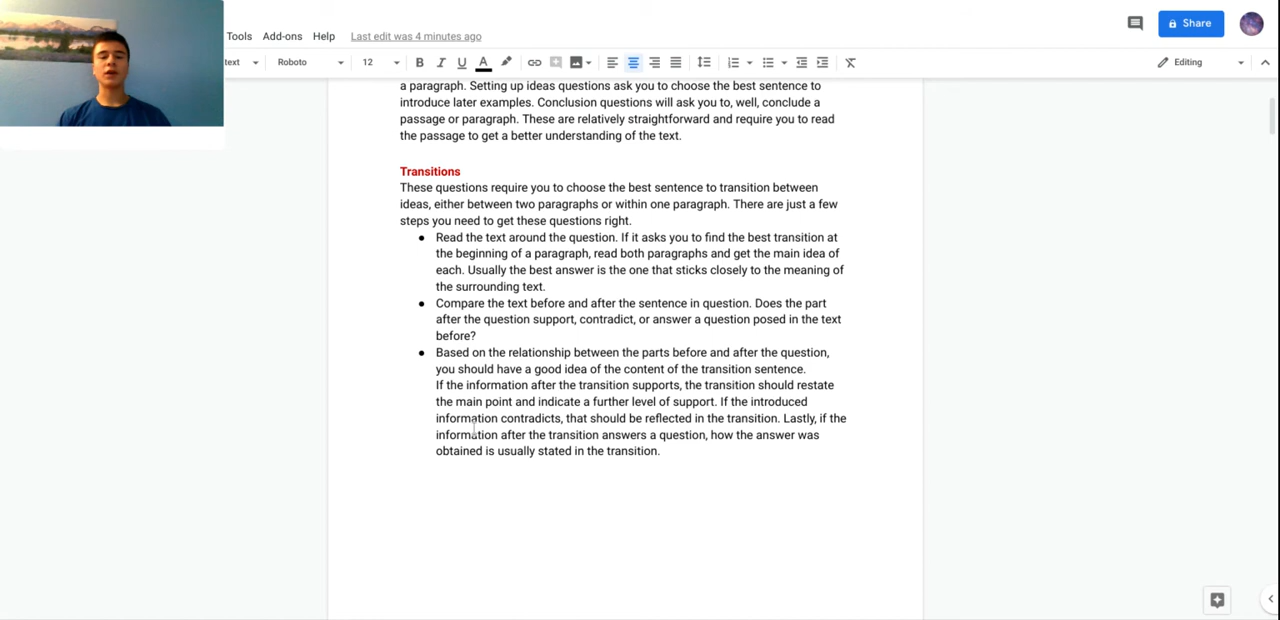 Tools Add-ons Help Last edit was 4 minutes ago
Share
text Roboto 12 B I U A Editing
a paragraph. Setting up ideas questions ask you to choose the best sentence to
introduce later examples. Conclusion questions will ask you to, well, conclude a
passage or paragraph. These are relatively straightforward and require you to read
the passage to get a better understanding of the text.
Transitions
These questions require you to choose the best sentence to transition between
ideas, either between two paragraphs or within one paragraph. There are just a few
steps you need to get these questions right.
● Read the text around the question. If it asks you to find the best transition at
the beginning of a paragraph, read both paragraphs and get the main idea of
each. Usually the best answer is the one that sticks closely to the meaning of
the surrounding text.
● Compare the text before and after the sentence in question. Does the part
after the question support, contradict, or answer a question posed in the text
before?
● Based on the relationship between the parts before and after the question,
you should have a good idea of the content of the transition sentence.
If the information after the transition supports, the transition should restate
the main point and indicate a further level of support. If the introduced
information contradicts, that should be reflected in the transition. Lastly, if the
information after the transition answers a question, how the answer was
obtained is usually stated in the transition.